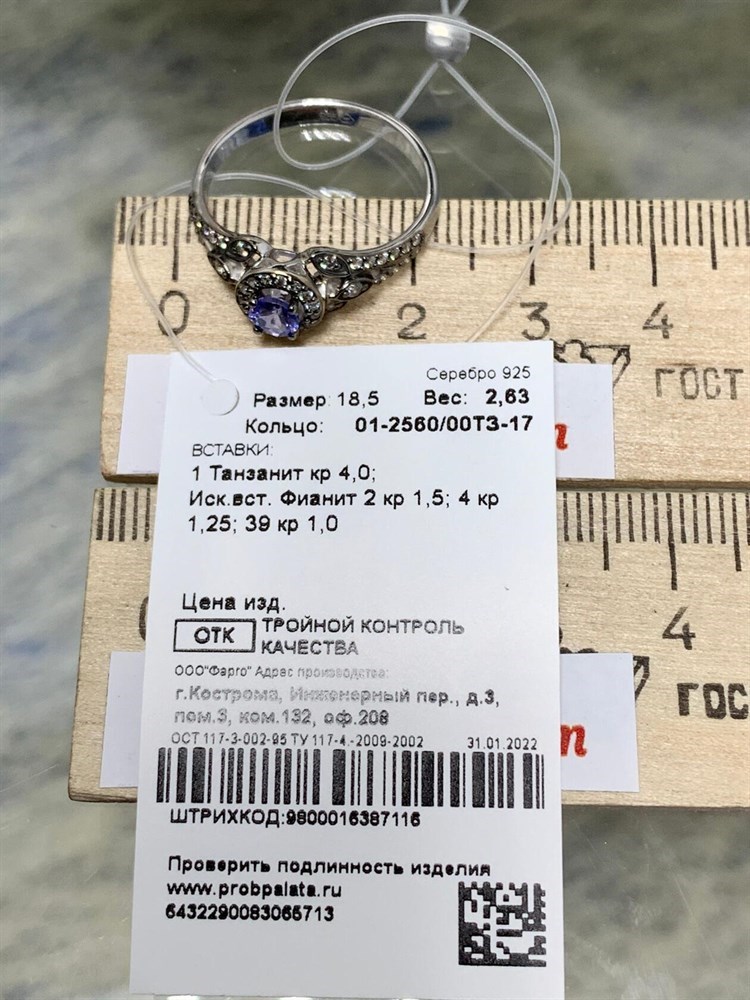 0 2 3 4
ГОСТ
Серебро 925
Размер: 18,5 Вес: 2,63
Кольцо: 01-2560/00ТЗ-17
ВСТАВКИ:
1 Танзанит кр 4,0;
Иск.вст. Фианит 2 кр 1,5; 4 кр
1,25; 39 кр 1,0
Цена изд.
ОТК ТРОЙНОЙ КОНТРОЛЬ
КАЧЕСТВА
ООО"Фарго" Адрес производства:
г.Кострома, Инженерный пер., д.3,
пом.3, ком.132, оф.208
ОСТ 117-3-002-95 ТУ 117-4.-2009-2002 31.01.2022
ШТРИХКОД:9800016387116
Проверить подлинность изделия
www.probpalata.ru
6432290083065713
4
ГОС